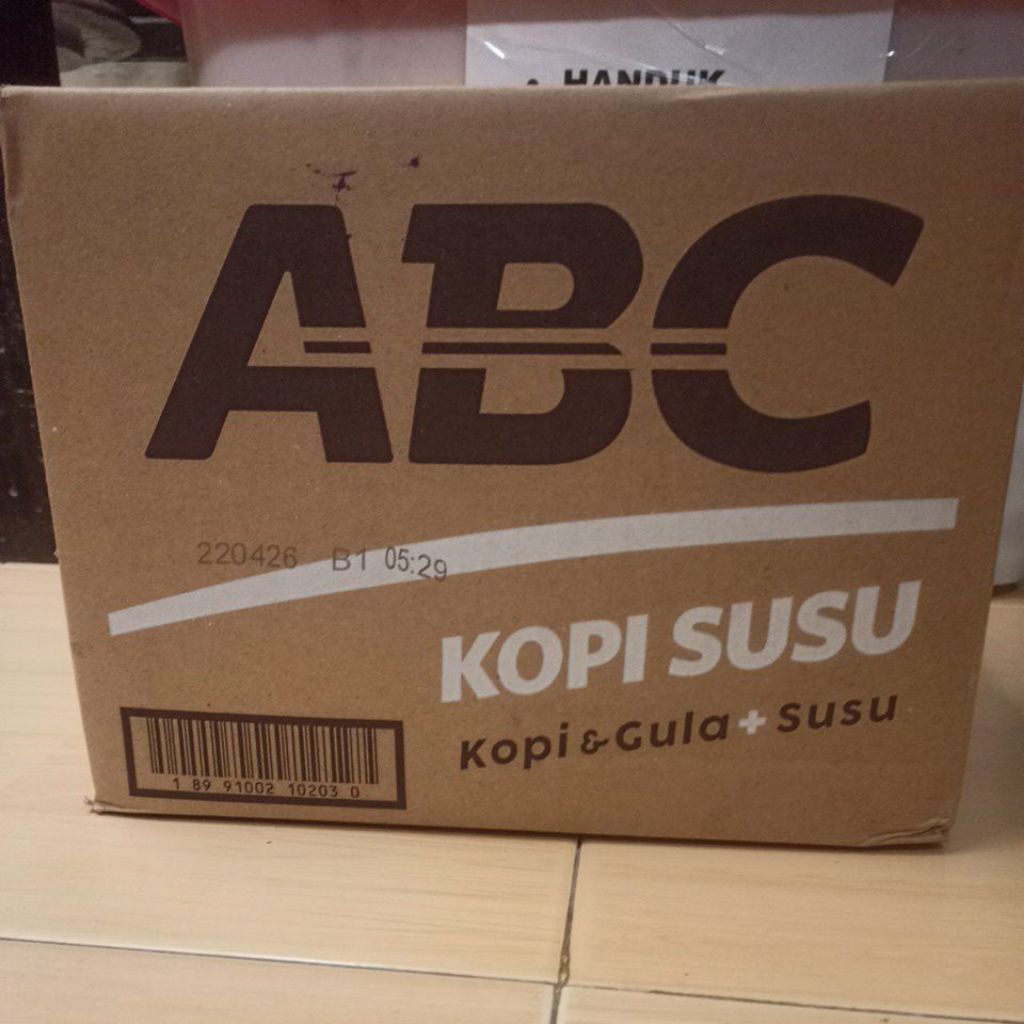 • HANDUK
ABC
220426 B1 05:29
KOPI SUSU
Kopi & Gula + Susu
1 89 91002 10203 0